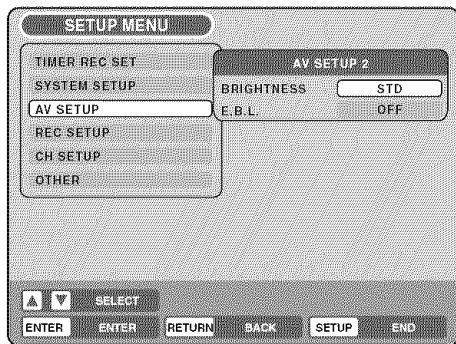 SETUP MENU
TIMER REC SET
SYSTEM SETUP
AV SETUP
REC SETUP
CH SETUP
OTHER
AV SETUP 2
BRIGHTNESS STD
E.B.L. OFF
SELECT
ENTER ENTER RETURN BACK SETUP END